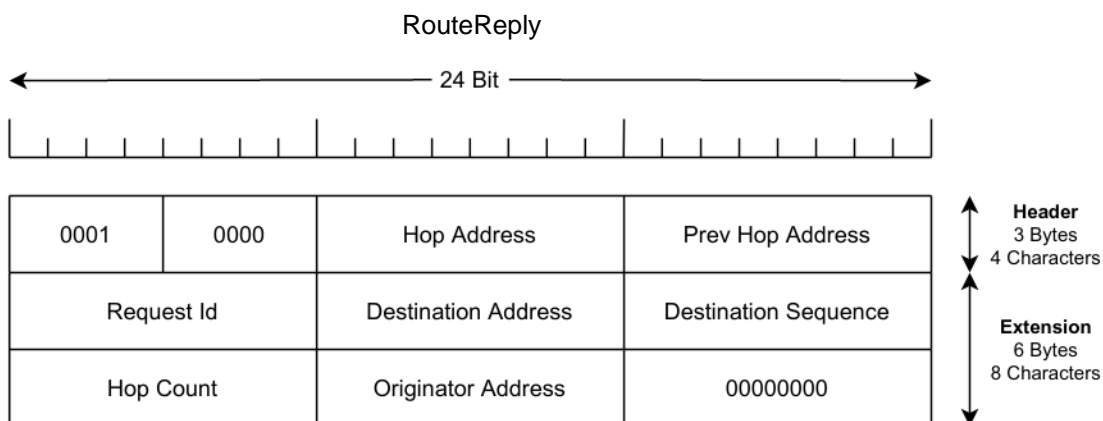 RouteReply
24 Bit
0001 0000 Hop Address Prev Hop Address
Header
3 Bytes
4 Characters
Request Id Destination Address Destination Sequence
Extension
6 Bytes
8 Characters
Hop Count Originator Address 00000000